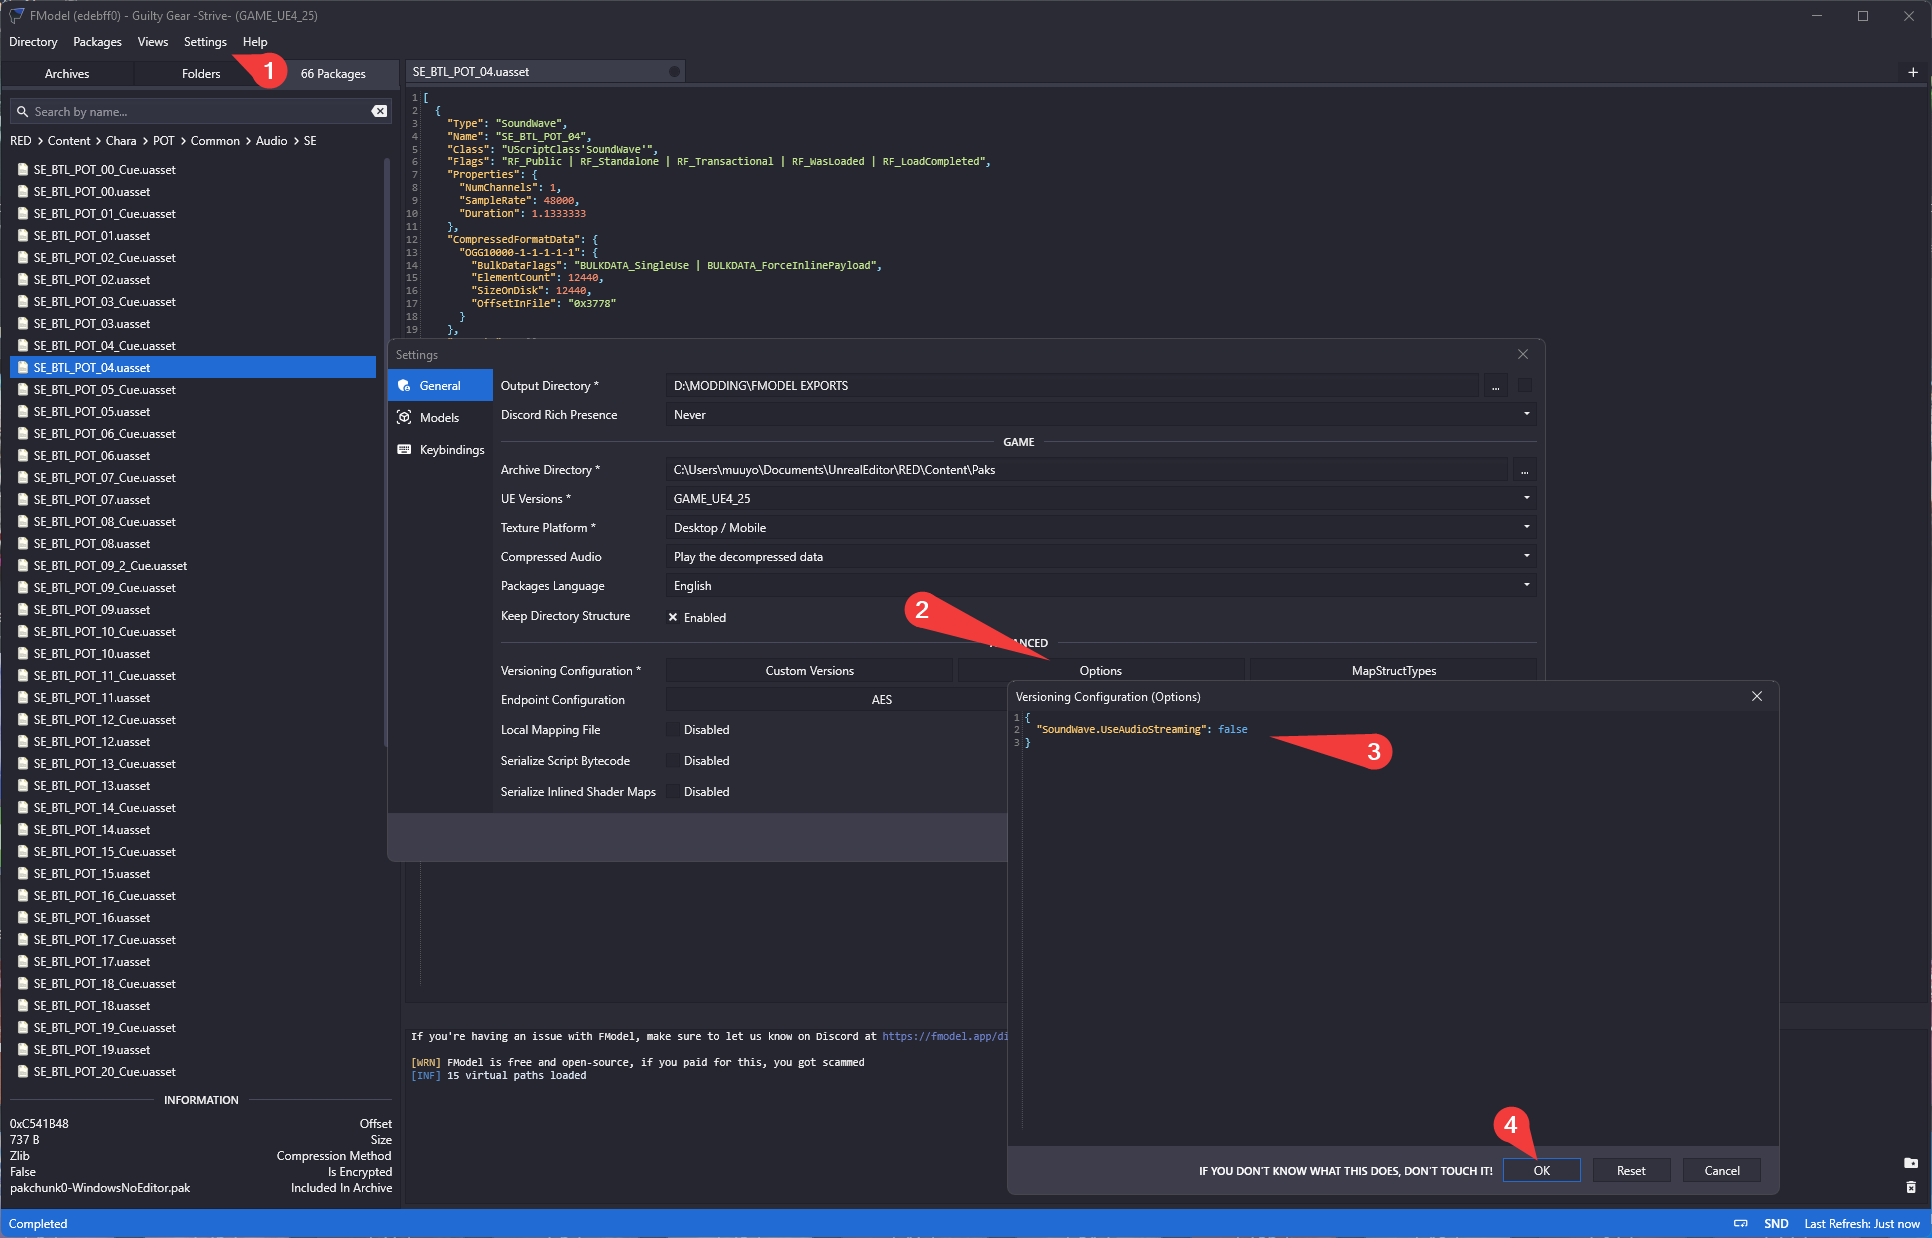 FModel (edebff0) - Guilty Gear -Strive- (GAME_UE4_25)
Directory Packages Views Settings Help
1
Archives Folders 66 Packages
Search by name...
RED > Content > Chara > POT > Common > Audio > SE
SE_BTL_POT_00_Cue.uasset
SE_BTL_POT_00.uasset
SE_BTL_POT_01_Cue.uasset
SE_BTL_POT_01.uasset
SE_BTL_POT_02_Cue.uasset
SE_BTL_POT_02.uasset
SE_BTL_POT_03_Cue.uasset
SE_BTL_POT_03.uasset
SE_BTL_POT_04_Cue.uasset
SE_BTL_POT_04.uasset
SE_BTL_POT_05_Cue.uasset
SE_BTL_POT_05.uasset
SE_BTL_POT_06_Cue.uasset
SE_BTL_POT_06.uasset
SE_BTL_POT_07_Cue.uasset
SE_BTL_POT_07.uasset
SE_BTL_POT_08_Cue.uasset
SE_BTL_POT_08.uasset
SE_BTL_POT_09_2_Cue.uasset
SE_BTL_POT_09_Cue.uasset
SE_BTL_POT_09.uasset
SE_BTL_POT_10_Cue.uasset
SE_BTL_POT_10.uasset
SE_BTL_POT_11_Cue.uasset
SE_BTL_POT_11.uasset
SE_BTL_POT_12_Cue.uasset
SE_BTL_POT_12.uasset
SE_BTL_POT_13_Cue.uasset
SE_BTL_POT_13.uasset
SE_BTL_POT_14_Cue.uasset
SE_BTL_POT_14.uasset
SE_BTL_POT_15_Cue.uasset
SE_BTL_POT_15.uasset
SE_BTL_POT_16_Cue.uasset
SE_BTL_POT_16.uasset
SE_BTL_POT_17_Cue.uasset
SE_BTL_POT_17.uasset
SE_BTL_POT_18_Cue.uasset
SE_BTL_POT_18.uasset
SE_BTL_POT_19_Cue.uasset
SE_BTL_POT_19.uasset
SE_BTL_POT_20_Cue.uasset
INFORMATION
0xC541B48 Offset
737 B Size
Zlib Compression Method
False Is Encrypted
pakchunk0-WindowsNoEditor.pak Included In Archive
SE_BTL_POT_04.uasset
1 [
2 {
3 "Type": "SoundWave",
4 "Name": "SE_BTL_POT_04",
5 "Class": "UScriptClass'SoundWave'",
6 "Flags": "RF_Public | RF_Standalone | RF_Transactional | RF_WasLoaded | RF_LoadCompleted",
7 "Properties": {
8 "NumChannels": 1,
9 "SampleRate": 48000,
10 "Duration": 1.1333333
11 },
12 "CompressedFormatData": {
13 "OGG10000-1-1-1-1-1": {
14 "BulkDataFlags": "BULKDATA_SingleUse | BULKDATA_ForceInlinePayload",
15 "ElementCount": 12440,
16 "SizeOnDisk": 12440,
17 "OffsetInFile": "0x3778"
18 }
19 },
Settings
General
Models
Keybindings
Output Directory * D:\MODDING\FMODEL EXPORTS ...
Discord Rich Presence Never
GAME
Archive Directory * C:\Users\muuyo\Documents\UnrealEditor\RED\Content\Paks ...
UE Versions * GAME_UE4_25
Texture Platform * Desktop / Mobile
Compressed Audio Play the decompressed data
Packages Language English
Keep Directory Structure Enabled
2
Versioning Configuration * Custom Versions Options MapStructTypes
Endpoint Configuration AES
Local Mapping File Disabled
Serialize Script Bytecode Disabled
Serialize Inlined Shader Maps Disabled
Versioning Configuration (Options)
1 {
2 "SoundWave.UseAudioStreaming": false
3 }
3
4
IF YOU DON'T KNOW WHAT THIS DOES, DON'T TOUCH IT! OK Reset Cancel
If you're having an issue with FModel, make sure to let us know on Discord at https://fmodel.app/di
[WRN] FModel is free and open-source, if you paid for this, you got scammed
[INF] 15 virtual paths loaded
Completed SND Last Refresh: Just now